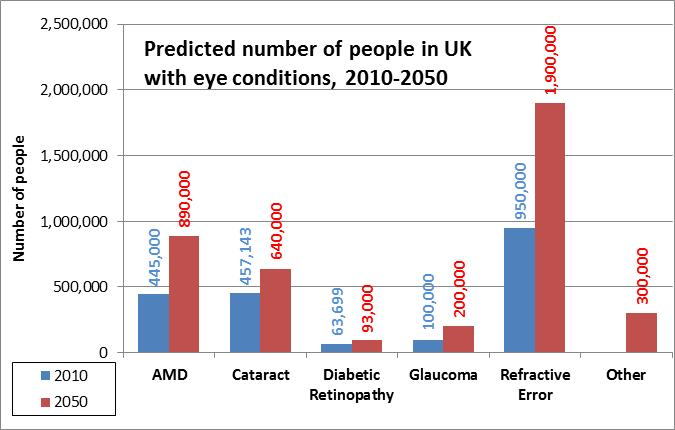 Predicted number of people in UK
with eye conditions, 2010-2050
Number of people
2,500,000
2,000,000
1,500,000
1,000,000
500,000
0
445,000
890,000
457,143
640,000
63,699
93,000
100,000
200,000
950,000
1,900,000
300,000
AMD
Cataract
Diabetic
Retinopathy
Glaucoma
Refractive
Error
Other
2010
2050